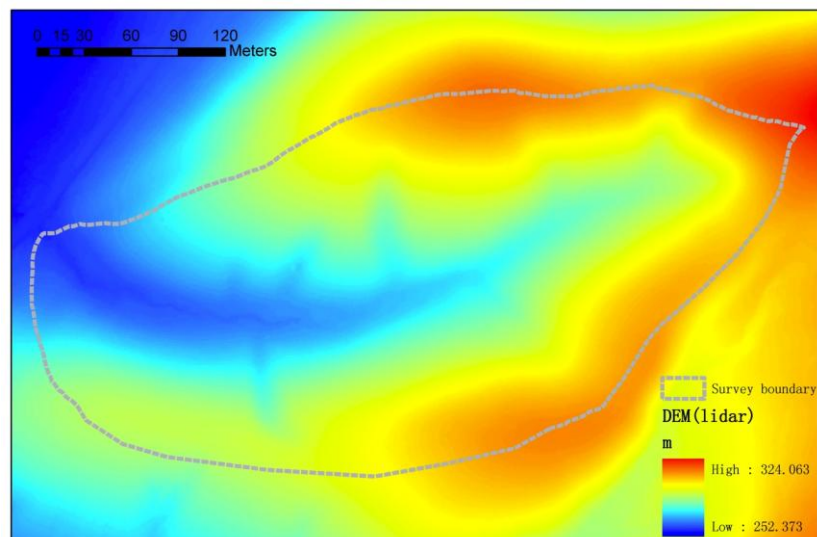 0 15 30 60 90 120
Meters
Survey boundary
DEM(lidar)
m
High : 324.063
Low : 252.373